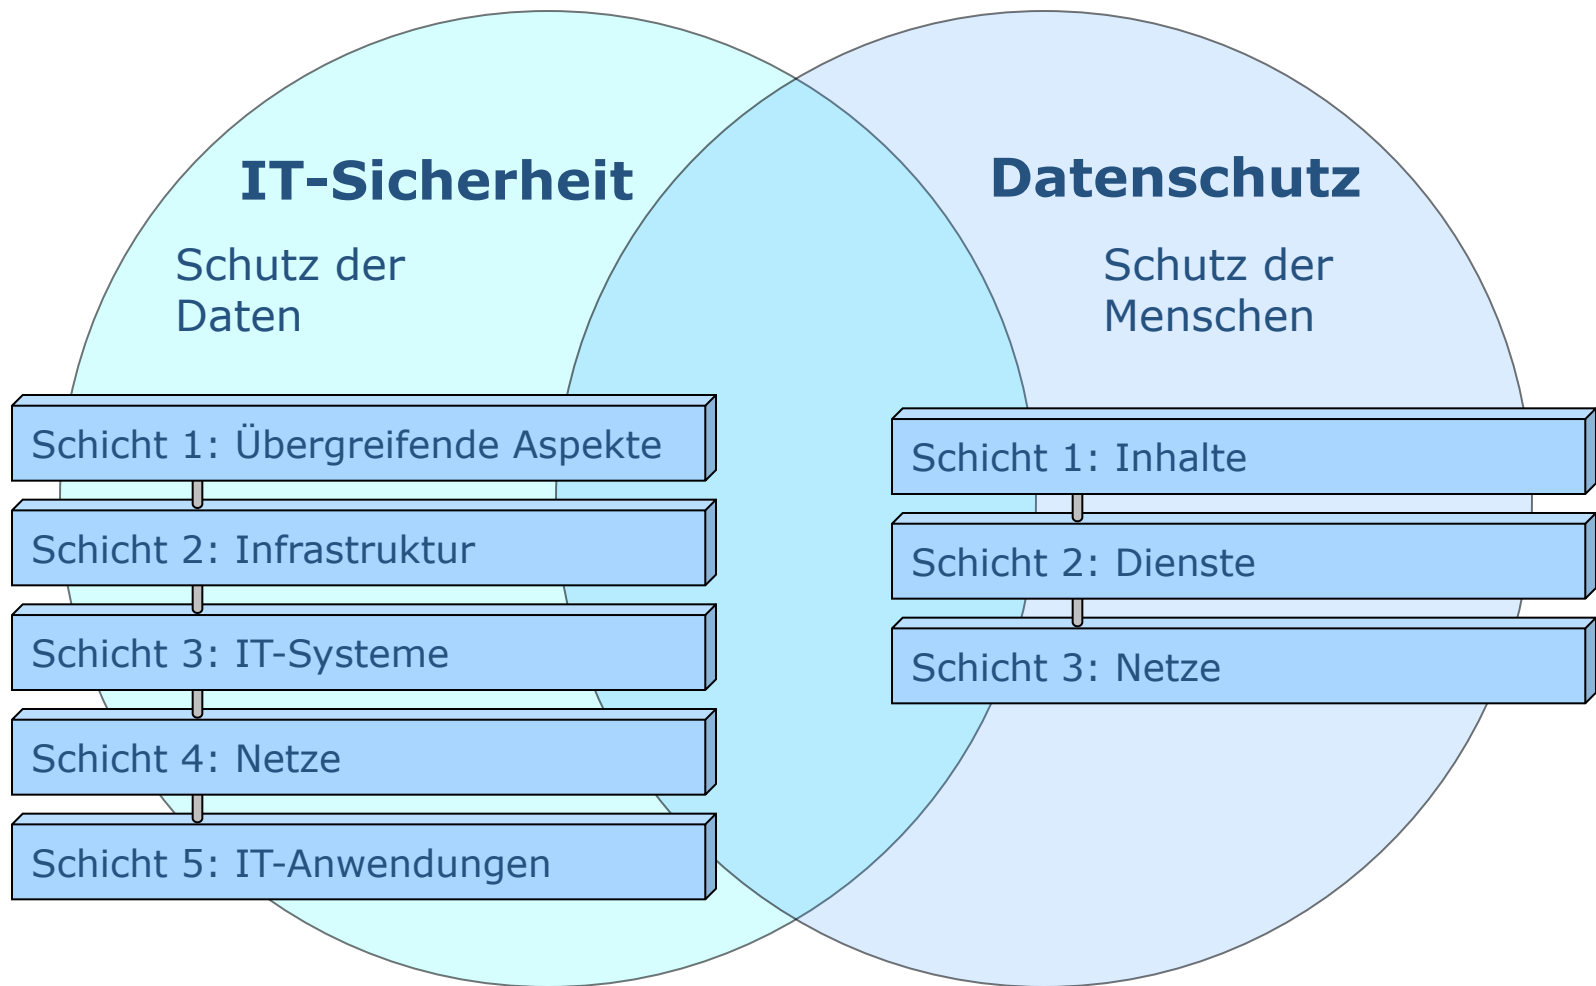 IT-Sicherheit
Schutz der
Daten
Schicht 1: Übergreifende Aspekte
Schicht 2: Infrastruktur
Schicht 3: IT-Systeme
Schicht 4: Netze
Schicht 5: IT-Anwendungen
Datenschutz
Schutz der
Menschen
Schicht 1: Inhalte
Schicht 2: Dienste
Schicht 3: Netze